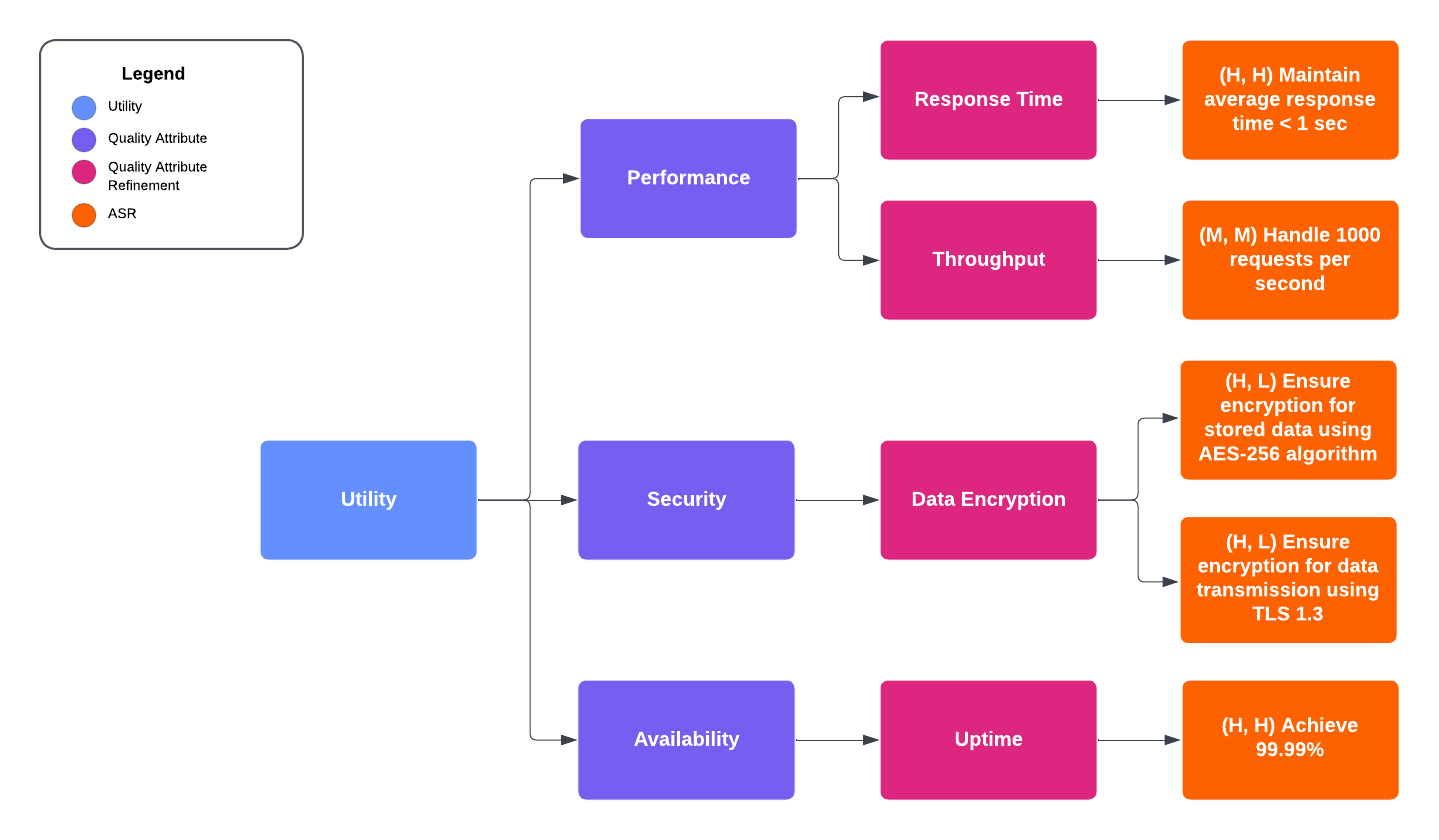 Legend
Utility
Quality Attribute
Quality Attribute
Refinement
ASR
Utility
Performance
Security
Availability
Response Time
Throughput
Data Encryption
Uptime
(H, H) Maintain
average response
time < 1 sec
(M, M) Handle 1000
requests per
second
(H, L) Ensure
encryption for
stored data using
AES-256 algorithm
(H, L) Ensure
encryption for data
transmission using
TLS 1.3
(H, H) Achieve
99.99%